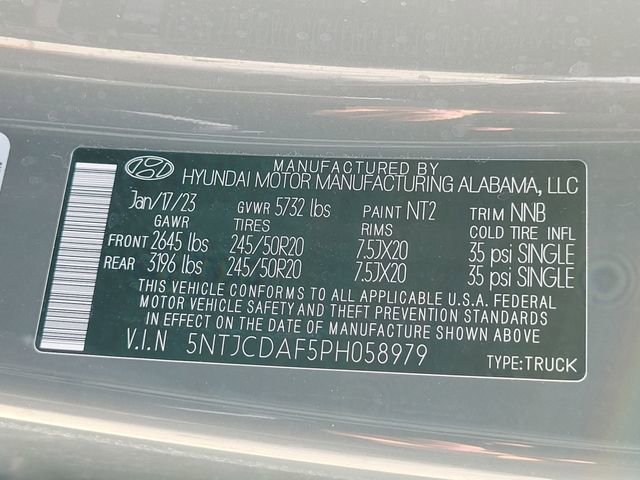 MANUFACTURED BY
HYUNDAI MOTOR MANUFACTURING ALABAMA, LLC
Jan/17/23 GVWR 5732 lbs PAINT NT2 TRIM NNB
GAWR TIRES RIMS COLD TIRE INFL
FRONT 2645 lbs 245/50R20 7.5JX20 35 psi SINGLE
REAR 3196 lbs 245/50R20 7.5JX20 35 psi SINGLE
THIS VEHICLE CONFORMS TO ALL APPLICABLE U.S.A. FEDERAL
MOTOR VEHICLE SAFETY AND THEFT PREVENTION STANDARDS
IN EFFECT ON THE DATE OF MANUFACTURE SHOWN ABOVE
V.I.N 5NTJCDAF5PH058979 TYPE:TRUCK